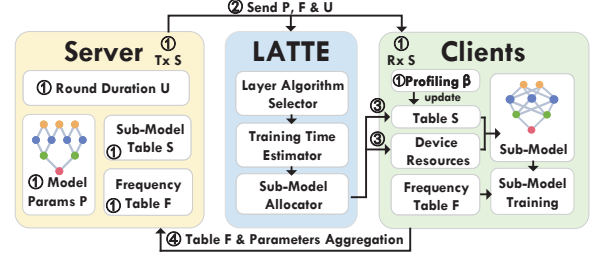 ② Send P, F & U
Server
① Tx S
① Round Duration U
Sub-Model
① Table S
① Model
Params P
Frequency
① Table F
LATTE
Layer Algorithm
Selector
Training Time
Estimator
Sub-Model
Allocator
Clients
① Rx S
① Profiling β
update
③
Table S
③
Device
Resources
Frequency
Table F
Sub-Model
Sub-Model
Training
④ Table F & Parameters Aggregation